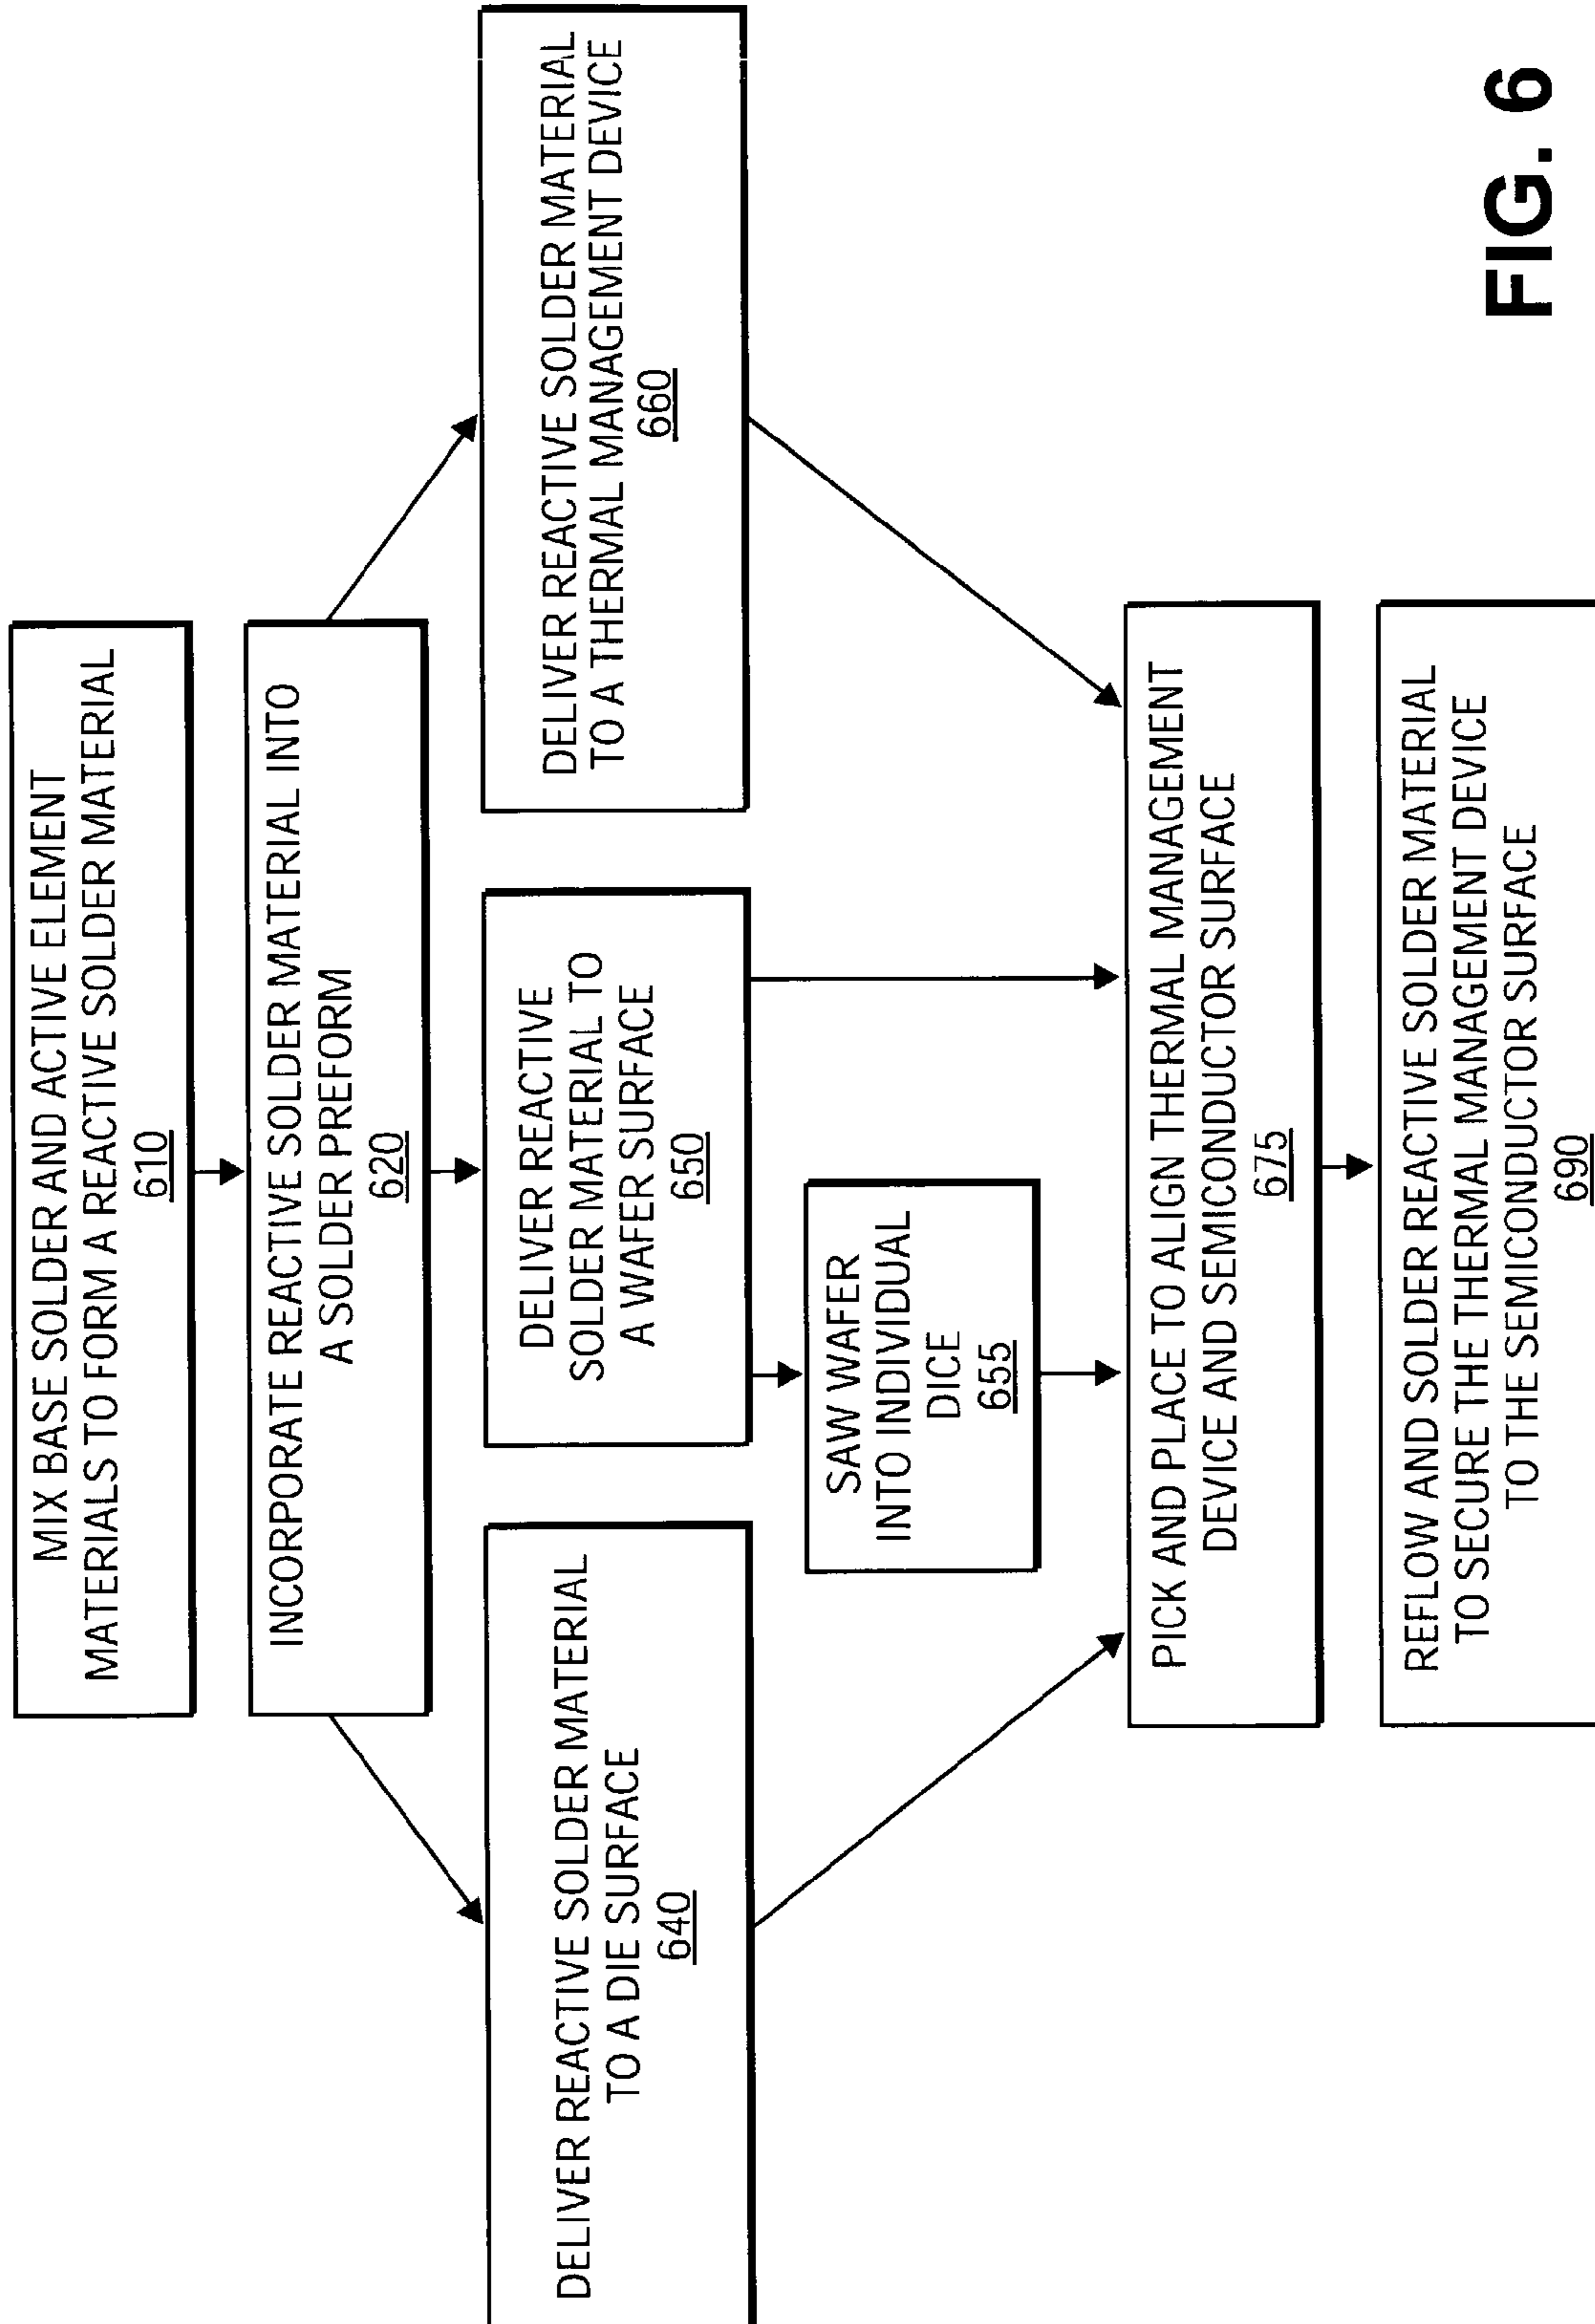 MIX BASE SOLDER AND ACTIVE ELEMENT
MATERIALS TO FORM A REACTIVE SOLDER MATERIAL
610
INCORPORATE REACTIVE SOLDER MATERIAL INTO
A SOLDER PREFORM
620
DELIVER REACTIVE SOLDER MATERIAL
TO A DIE SURFACE
640
DELIVER REACTIVE
SOLDER MATERIAL TO
A WAFER SURFACE
650
DELIVER REACTIVE SOLDER MATERIAL
TO A THERMAL MANAGEMENT DEVICE
660
SAW WAFER
INTO INDIVIDUAL
DICE
655
PICK AND PLACE TO ALIGN THERMAL MANAGEMENT
DEVICE AND SEMICONDUCTOR SURFACE
675
REFLOW AND SOLDER REACTIVE SOLDER MATERIAL
TO SECURE THE THERMAL MANAGEMENT DEVICE
TO THE SEMICONDUCTOR SURFACE
690
FIG. 6